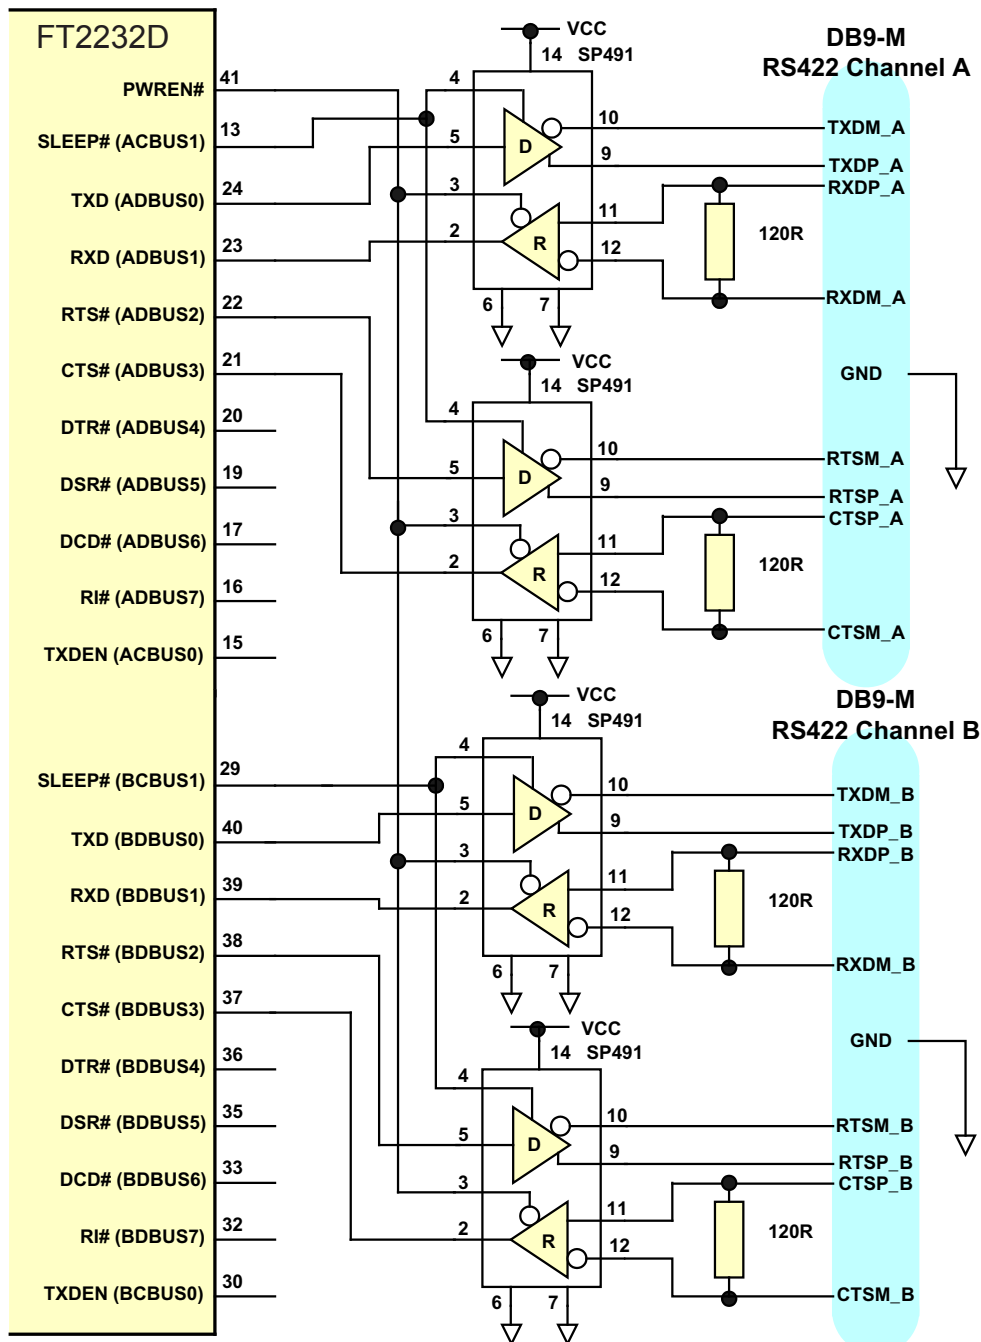 FT2232D
VCC
14 SP491
DB9-M
RS422 Channel A
PWREN# 41
SLEEP# (ACBUS1) 13
TXD (ADBUS0) 24
RXD (ADBUS1) 23
RTS# (ADBUS2) 22
CTS# (ADBUS3) 21
DTR# (ADBUS4) 20
DSR# (ADBUS5) 19
DCD# (ADBUS6) 17
RI# (ADBUS7) 16
TXDEN (ACBUS0) 15
4
5
D
10
9
3
2
R
11
12
6
7
120R
TXDM_A
TXDP_A
RXDP_A
RXDM_A
GND
VCC
14 SP491
4
5
D
10
9
3
2
R
11
12
6
7
120R
RTSM_A
RTSP_A
CTSP_A
CTSM_A
DB9-M
RS422 Channel B
SLEEP# (BCBUS1) 29
TXD (BDBUS0) 40
RXD (BDBUS1) 39
RTS# (BDBUS2) 38
CTS# (BDBUS3) 37
DTR# (BDBUS4) 36
DSR# (BDBUS5) 35
DCD# (BDBUS6) 33
RI# (BDBUS7) 32
TXDEN (BCBUS0) 30
VCC
14 SP491
4
5
D
10
9
3
2
R
11
12
6
7
120R
TXDM_B
TXDP_B
RXDP_B
RXDM_B
GND
VCC
14 SP491
4
5
D
10
9
3
2
R
11
12
6
7
120R
RTSM_B
RTSP_B
CTSP_B
CTSM_B